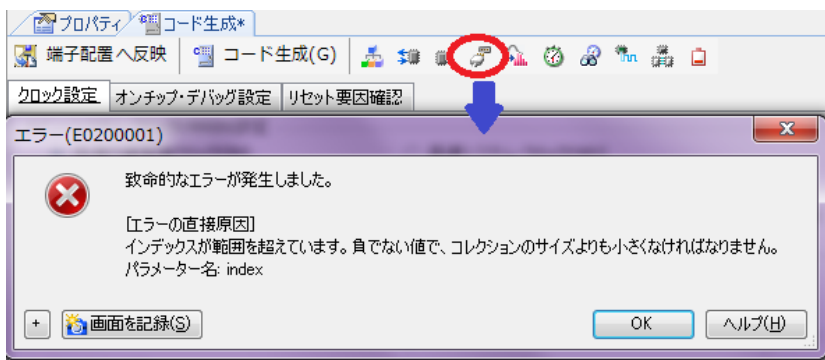 プロパティ コード生成*
端子配置へ反映 コード生成(G)
クロック設定 オンチップ・デバッグ設定 リセット要因確認
エラー(E0200001)
致命的なエラーが発生しました。
[エラーの直接原因]
インデックスが範囲を超えています。負でない値で、コレクションのサイズよりも小さくなければなりません。
パラメーター名: index
+ 画面を記録(S) OK ヘルプ(H)